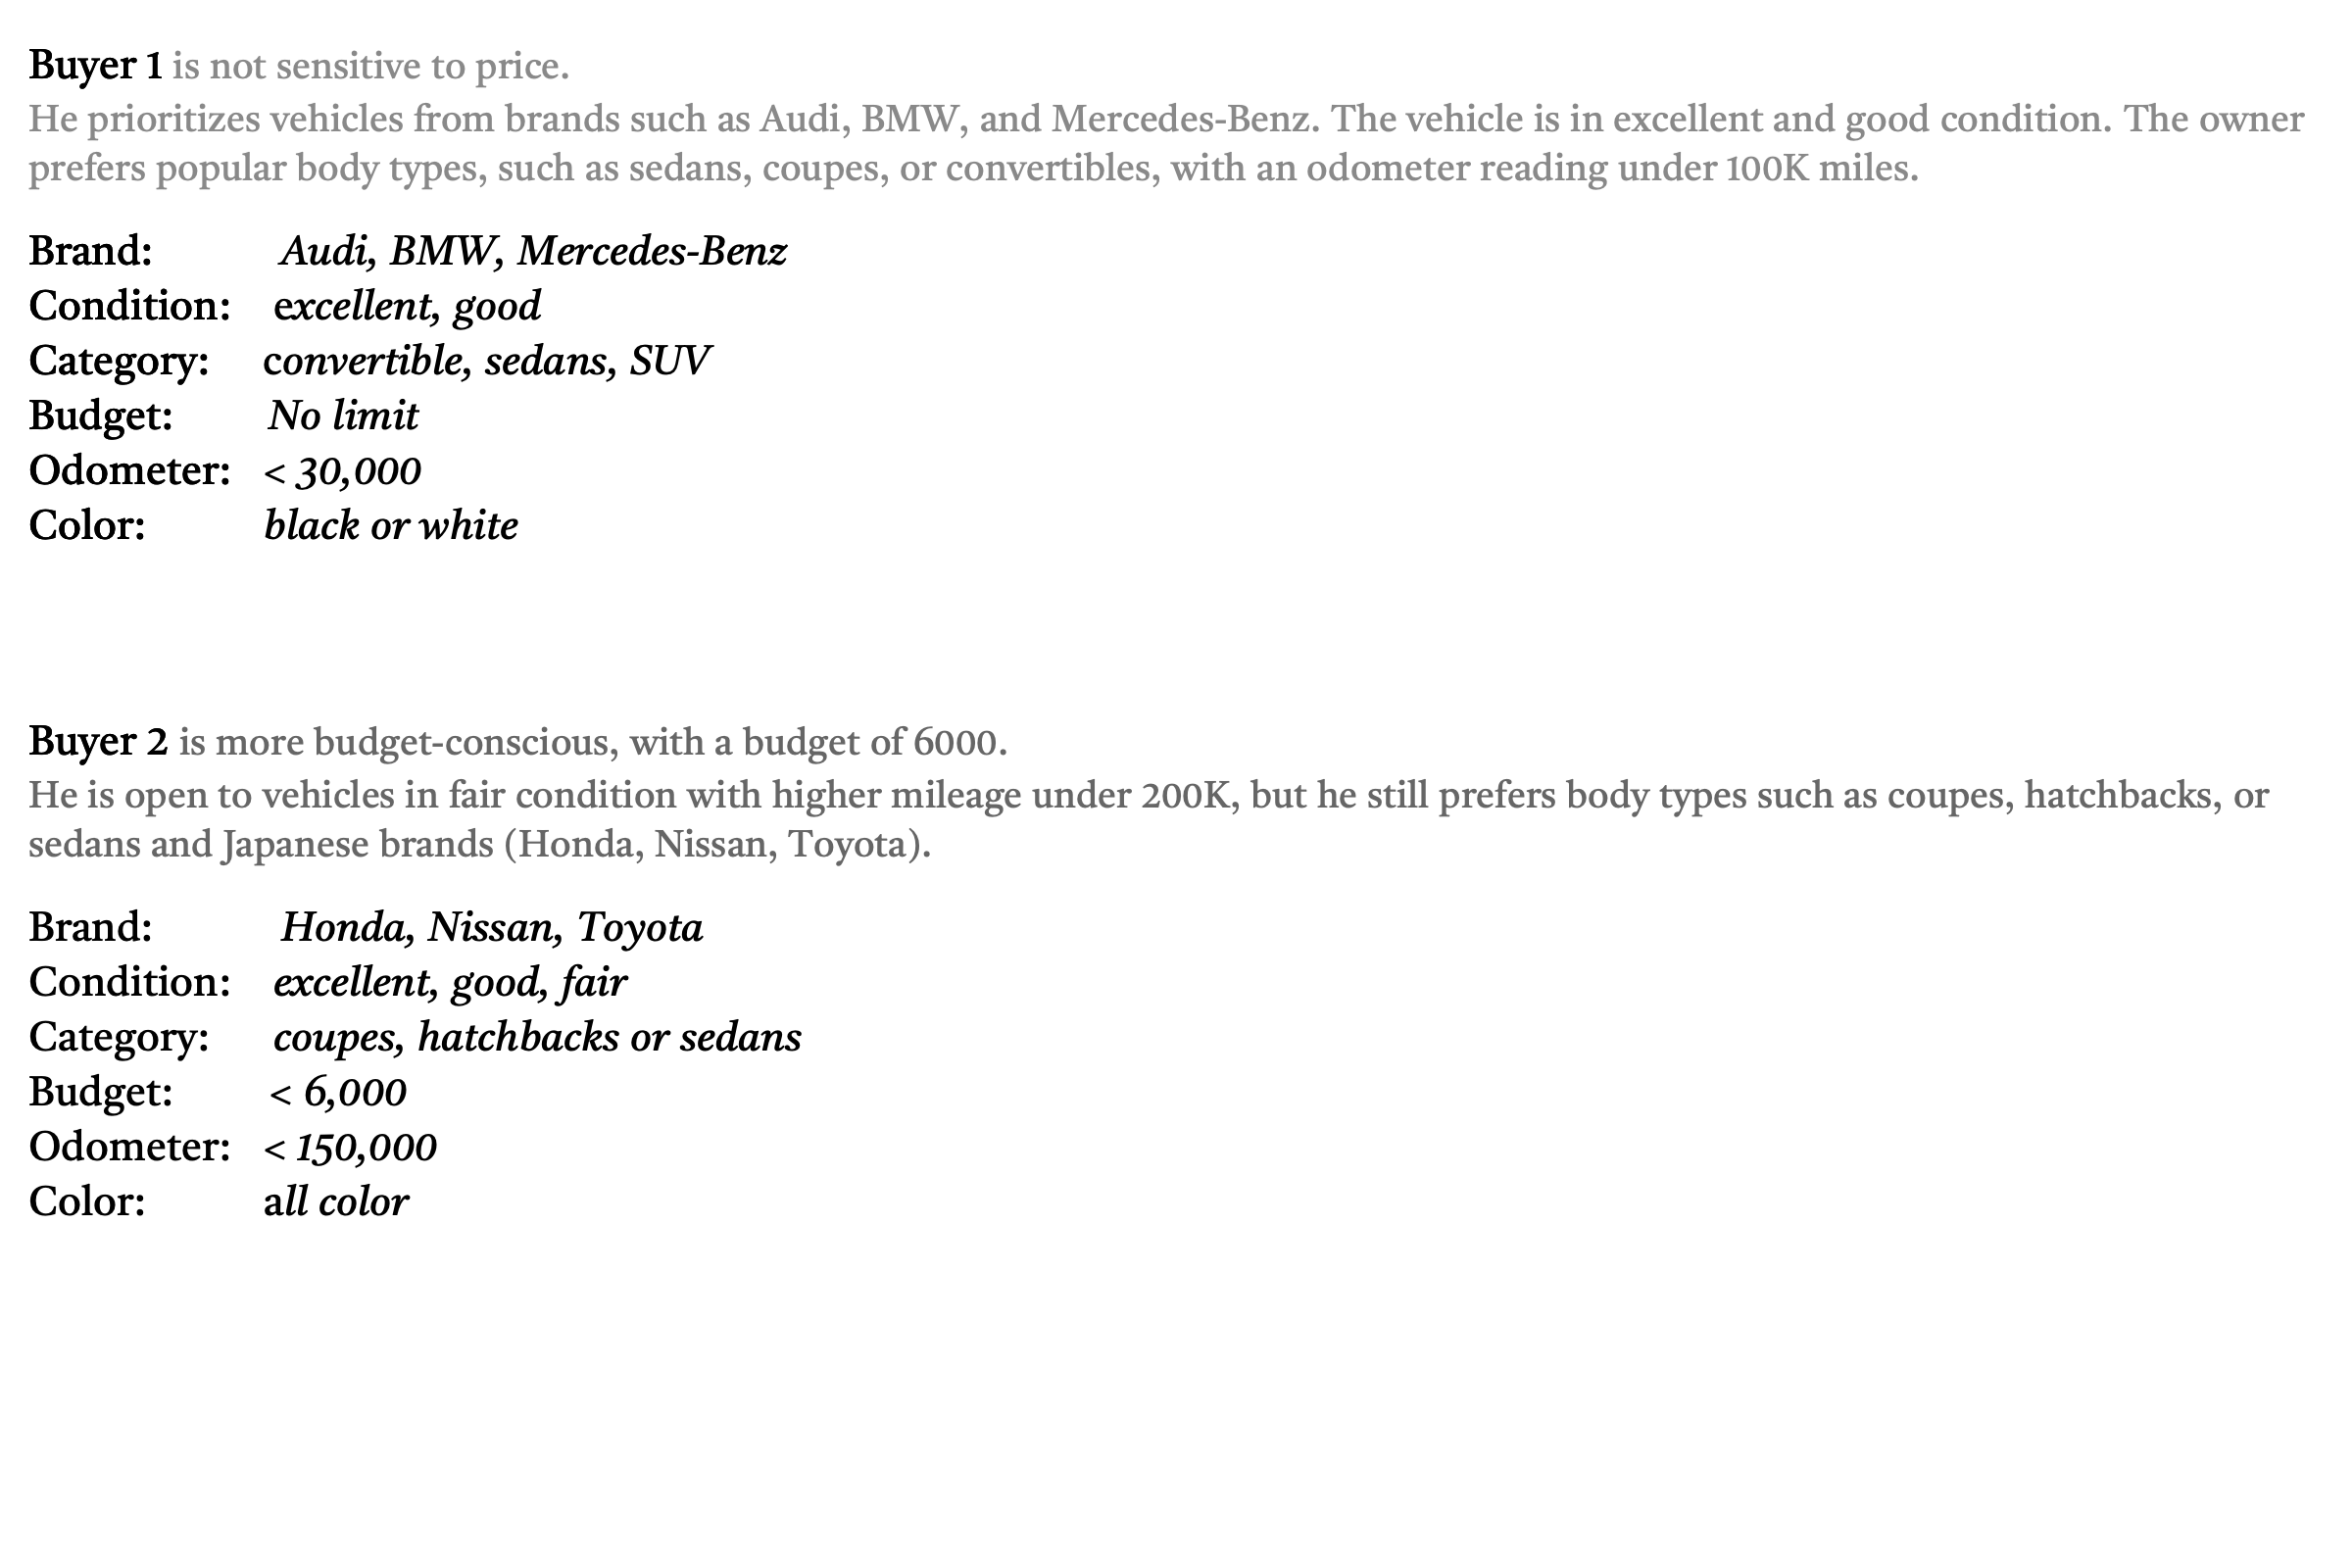 Buyer 1 is not sensitive to price.
He prioritizes vehicles from brands such as Audi, BMW, and Mercedes-Benz. The vehicle is in excellent and good condition. The owner
prefers popular body types, such as sedans, coupes, or convertibles, with an odometer reading under 100K miles.
Brand: Audi, BMW, Mercedes-Benz
Condition: excellent, good
Category: convertible, sedans, SUV
Budget: No limit
Odometer: < 30,000
Color: black or white
Buyer 2 is more budget-conscious, with a budget of 6000.
He is open to vehicles in fair condition with higher mileage under 200K, but he still prefers body types such as coupes, hatchbacks, or
sedans and Japanese brands (Honda, Nissan, Toyota).
Brand: Honda, Nissan, Toyota
Condition: excellent, good, fair
Category: coupes, hatchbacks or sedans
Budget: < 6,000
Odometer: < 150,000
Color: all color